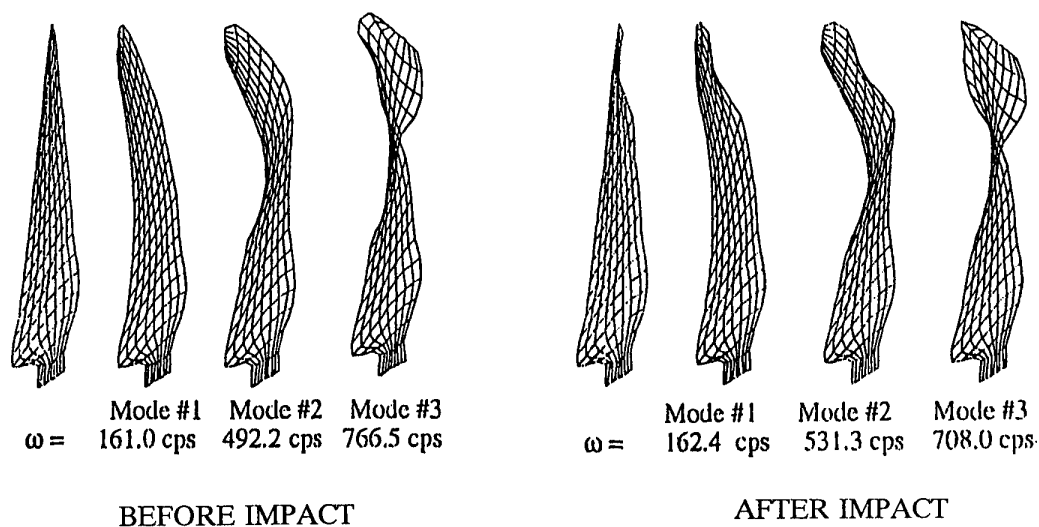 Mode #1 Mode #2 Mode #3
ω = 161.0 cps 492.2 cps 766.5 cps
BEFORE IMPACT
Mode #1 Mode #2 Mode #3
ω = 162.4 cps 531.3 cps 708.0 cps
AFTER IMPACT